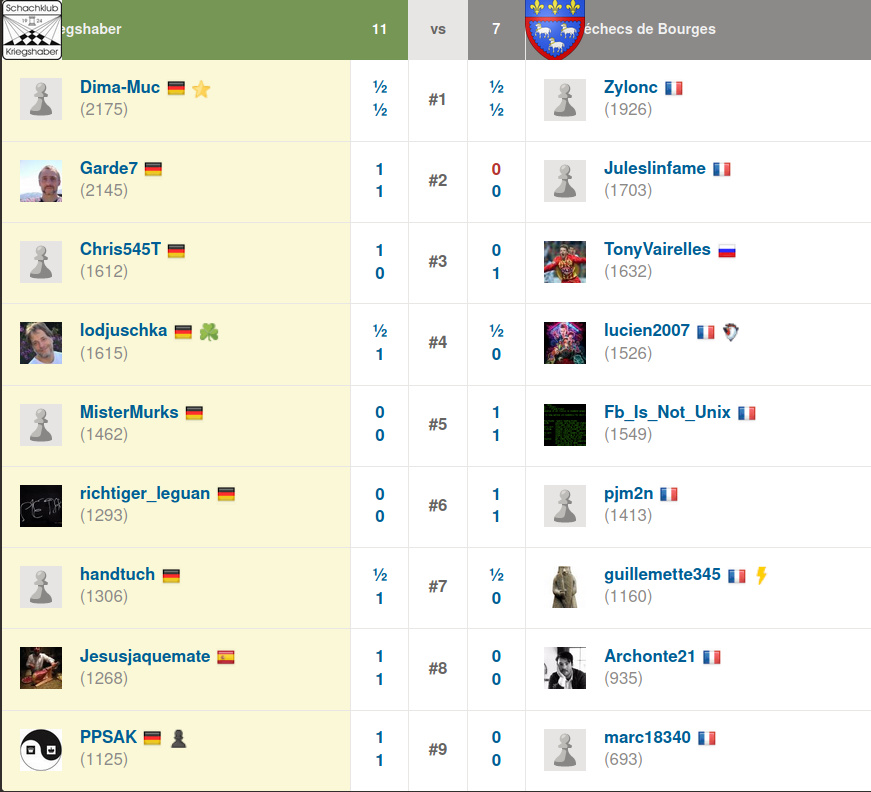 Schachklub
19 24
Kriegshaber
egshaber 11 vs 7 échecs de Bourges
Dima-Muc ½ #1 ½ Zylonc
(2175) ½ ½ (1926)
Garde7 1 #2 0 Juleslinfame
(2145) 1 0 (1703)
Chris545T 1 #3 0 TonyVairelles
(1612) 0 1 (1632)
lodjuschka ½ #4 ½ lucien2007
(1615) 1 0 (1526)
MisterMurks 0 #5 1 Fb_Is_Not_Unix
(1462) 0 1 (1549)
richtiger_leguan 0 #6 1 pjm2n
(1293) 0 1 (1413)
handtuch ½ #7 ½ guillemette345
(1306) 1 0 (1160)
Jesusjaquemate 1 #8 0 Archonte21
(1268) 1 0 (935)
PPSAK 1 #9 0 marc18340
(1125) 1 0 (693)